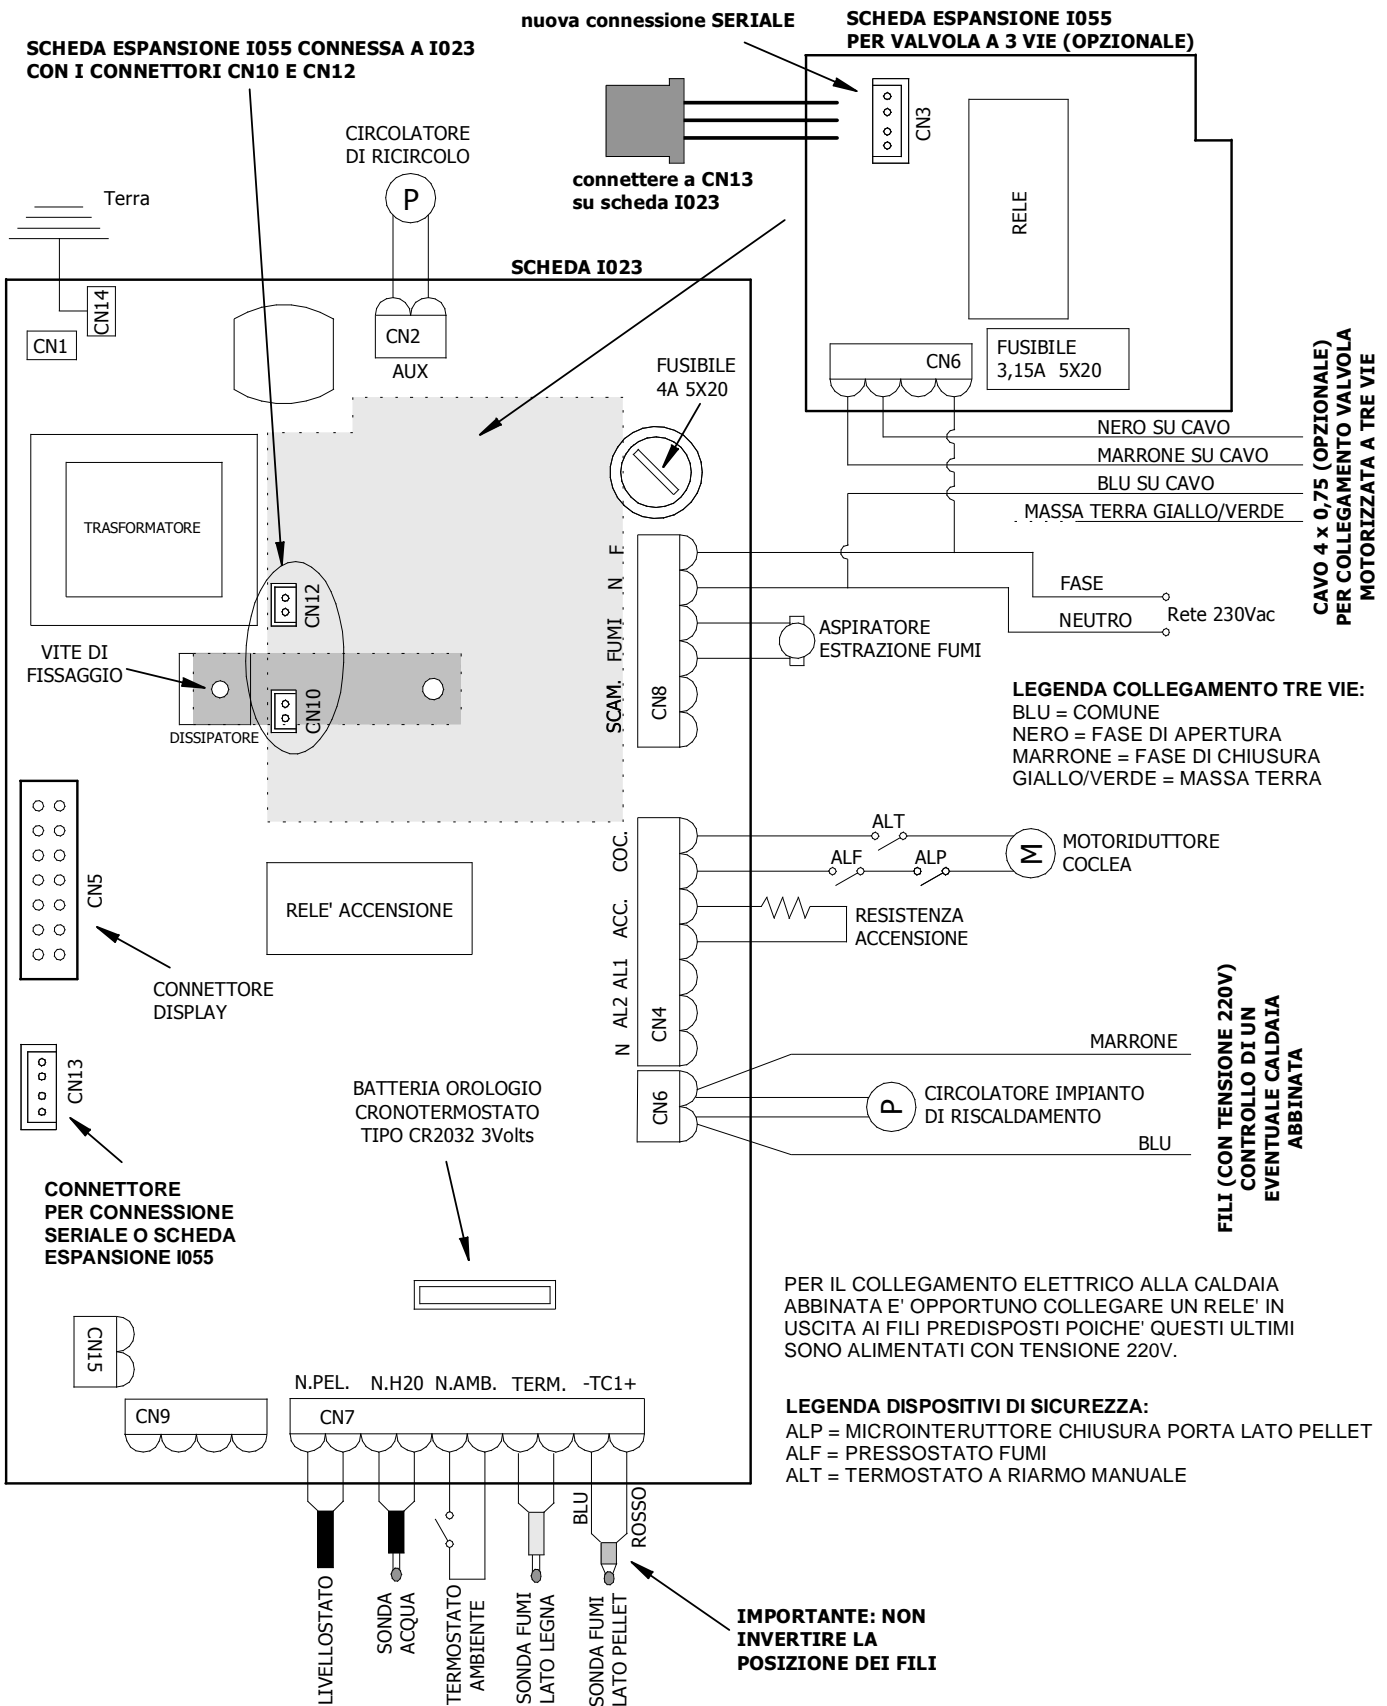 nuova connessione SERIALE
SCHEDA ESPANSIONE I055
PER VALVOLA A 3 VIE (OPZIONALE)
SCHEDA ESPANSIONE I055 CONNESSA A I023
CON I CONNETTORI CN10 E CN12
CIRCOLATORE
DI RICIRCOLO
P
CN3
connettere a CN13
su scheda I023
RELE
Terra
SCHEDA I023
CN14
CN1
CN2
AUX
FUSIBILE
4A 5X20
CN6
FUSIBILE
3,15A 5X20
NERO SU CAVO
MARRONE SU CAVO
BLU SU CAVO
MASSA TERRA GIALLO/VERDE
CAVO 4 x 0,75 (OPZIONALE)
PER COLLEGAMENTO VALVOLA
MOTORIZZATA A TRE VIE
TRASFORMATORE
F
N
FUMI
SCAM.
CN8
FASE
NEUTRO
Rete 230Vac
ASPIRATORE
ESTRAZIONE FUMI
CN12
VITE DI
FISSAGGIO
CN10
DISSIPATORE
LEGENDA COLLEGAMENTO TRE VIE:
BLU = COMUNE
NERO = FASE DI APERTURA
MARRONE = FASE DI CHIUSURA
GIALLO/VERDE = MASSA TERRA
CN5
CONNETTORE
DISPLAY
RELE' ACCENSIONE
COC.
ACC.
AL1
AL2
N
CN4
ALT
ALF
ALP
M
MOTORIDUTTORE
COCLEA
RESISTENZA
ACCENSIONE
CN13
CONNETTORE
PER CONNESSIONE
SERIALE O SCHEDA
ESPANSIONE I055
BATTERIA OROLOGIO
CRONOTERMOSTATO
TIPO CR2032 3Volts
CN6
MARRONE
P
CIRCOLATORE IMPIANTO
DI RISCALDAMENTO
BLU
FILI (CON TENSIONE 220V)
CONTROLLO DI UN
EVENTUALE CALDAIA
ABBINATA
PER IL COLLEGAMENTO ELETTRICO ALLA CALDAIA
ABBINATA E' OPPORTUNO COLLEGARE UN RELE' IN
USCITA AI FILI PREDISPOSTI POICHE' QUESTI ULTIMI
SONO ALIMENTATI CON TENSIONE 220V.
CN15
CN9
N.PEL.
N.H20
N.AMB.
TERM.
-TC1+
CN7
LEGENDA DISPOSITIVI DI SICUREZZA:
ALP = MICROINTERUTTORE CHIUSURA PORTA LATO PELLET
ALF = PRESSOSTATO FUMI
ALT = TERMOSTATO A RIARMO MANUALE
BLU
ROSSO
LIVELLOSTATO
SONDA
ACQUA
TERMOSTATO
AMBIENTE
SONDA FUMI
LATO LEGNA
SONDA FUMI
LATO PELLET
IMPORTANTE: NON
INVERTIRE LA
POSIZIONE DEI FILI